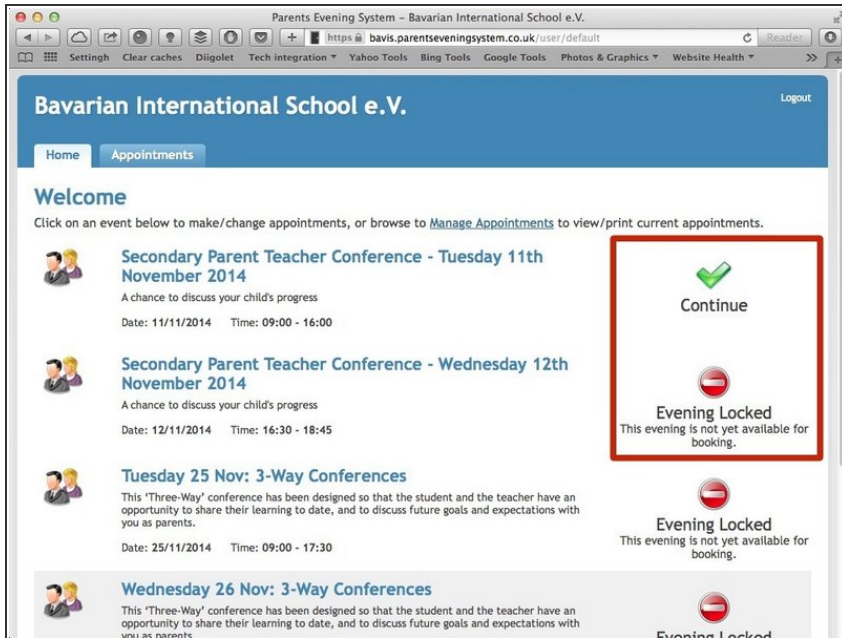 Parents Evening System – Bavarian International School e.V.
https bavis.parentseveningsystem.co.uk/user/default
Reader
Settingh Clear caches Diigolet Tech integration Yahoo Tools Bing Tools Google Tools Photos & Graphics Website Health
Bavarian International School e.V.
Logout
Home Appointments
Welcome
Click on an event below to make/change appointments, or browse to Manage Appointments to view/print current appointments.
Secondary Parent Teacher Conference - Tuesday 11th
November 2014
A chance to discuss your child's progress
Date: 11/11/2014 Time: 09:00 - 16:00
Continue
Secondary Parent Teacher Conference - Wednesday 12th
November 2014
A chance to discuss your child's progress
Date: 12/11/2014 Time: 16:30 - 18:45
Evening Locked
This evening is not yet available for
booking.
Tuesday 25 Nov: 3-Way Conferences
This 'Three-Way' conference has been designed so that the student and the teacher have an
opportunity to share their learning to date, and to discuss future goals and expectations with
you as parents.
Date: 25/11/2014 Time: 09:00 - 17:30
Evening Locked
This evening is not yet available for
booking.
Wednesday 26 Nov: 3-Way Conferences
This 'Three-Way' conference has been designed so that the student and the teacher have an
opportunity to share their learning to date, and to discuss future goals and expectations with
you as parents.
Evening Locked